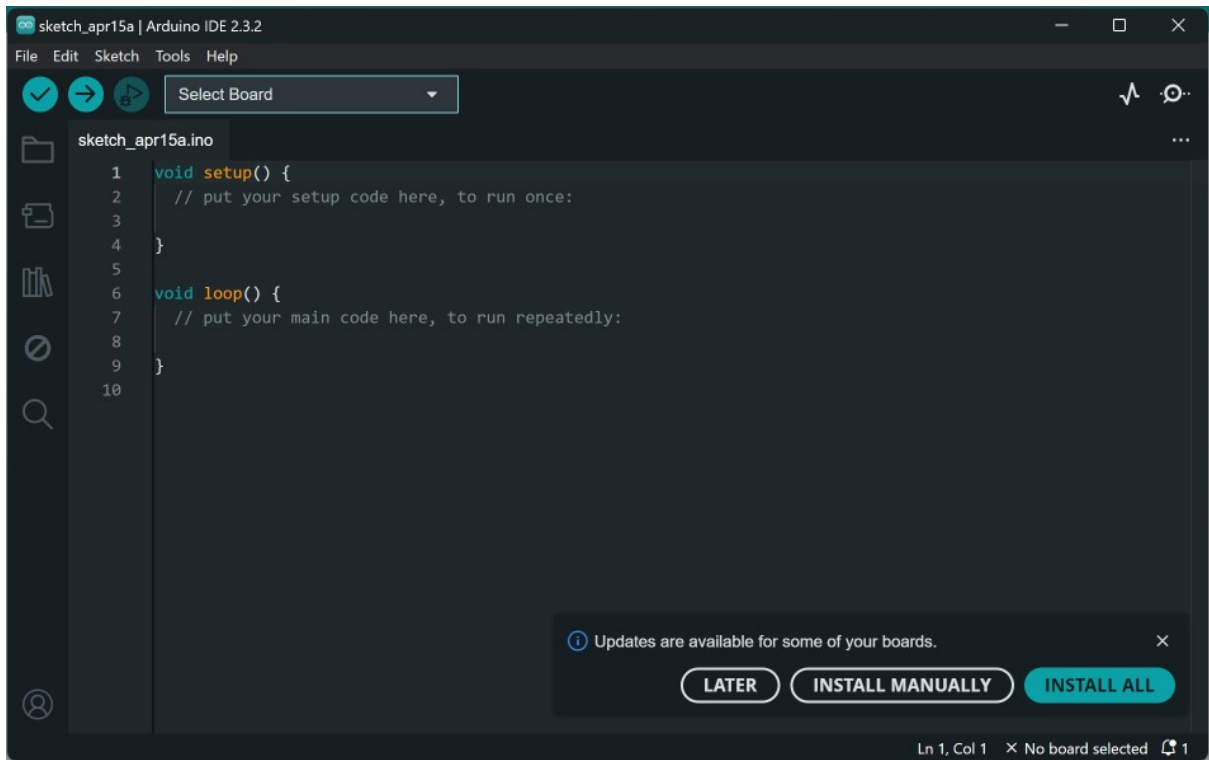 sketch_apr15a | Arduino IDE 2.3.2
File Edit Sketch Tools Help
Select Board
sketch_apr15a.ino
1 void setup() {
2 // put your setup code here, to run once:
3
4 }
5
6 void loop() {
7 // put your main code here, to run repeatedly:
8
9 }
10
Updates are available for some of your boards.
LATER INSTALL MANUALLY INSTALL ALL
Ln 1, Col 1 No board selected 1